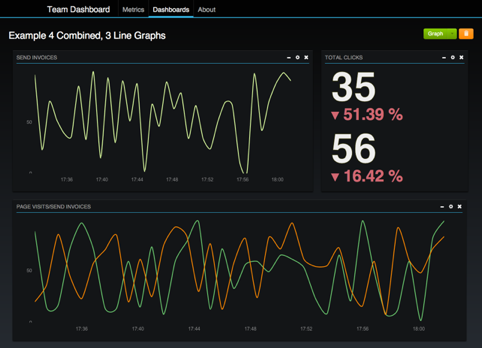 Team Dashboard Metrics Dashboards About
Example 4 Combined, 3 Line Graphs
Graph
SEND INVOICES
50
17:36 17:40 17:44 17:48 17:52 17:56 18:00
TOTAL CLICKS
35
▼ 51.39 %
56
▼ 16.42 %
PAGE VISITS/SEND INVOICES
50
17:36 17:40 17:44 17:48 17:52 17:56 18:00